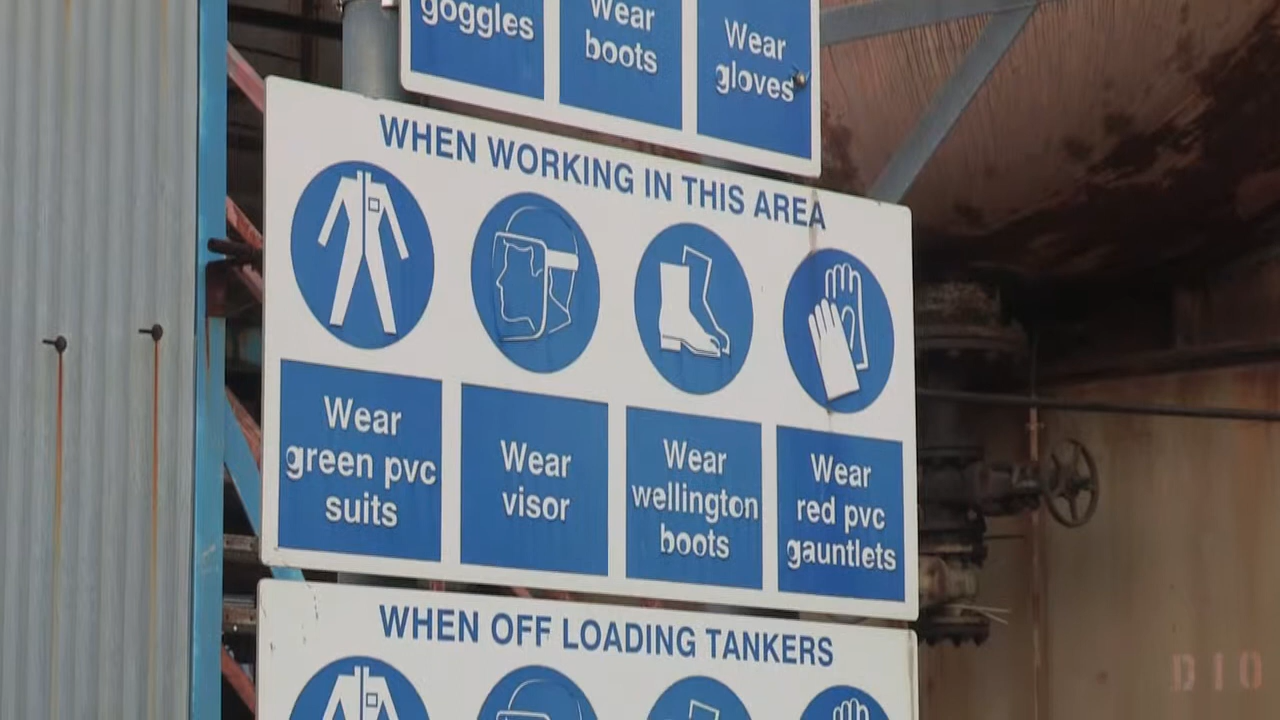 goggles
Wear
boots
Wear
gloves
WHEN WORKING IN THIS AREA
Wear
green pvc
suits
Wear
visor
Wear
wellington
boots
Wear
red pvc
gauntlets
WHEN OFF LOADING TANKERS
D10